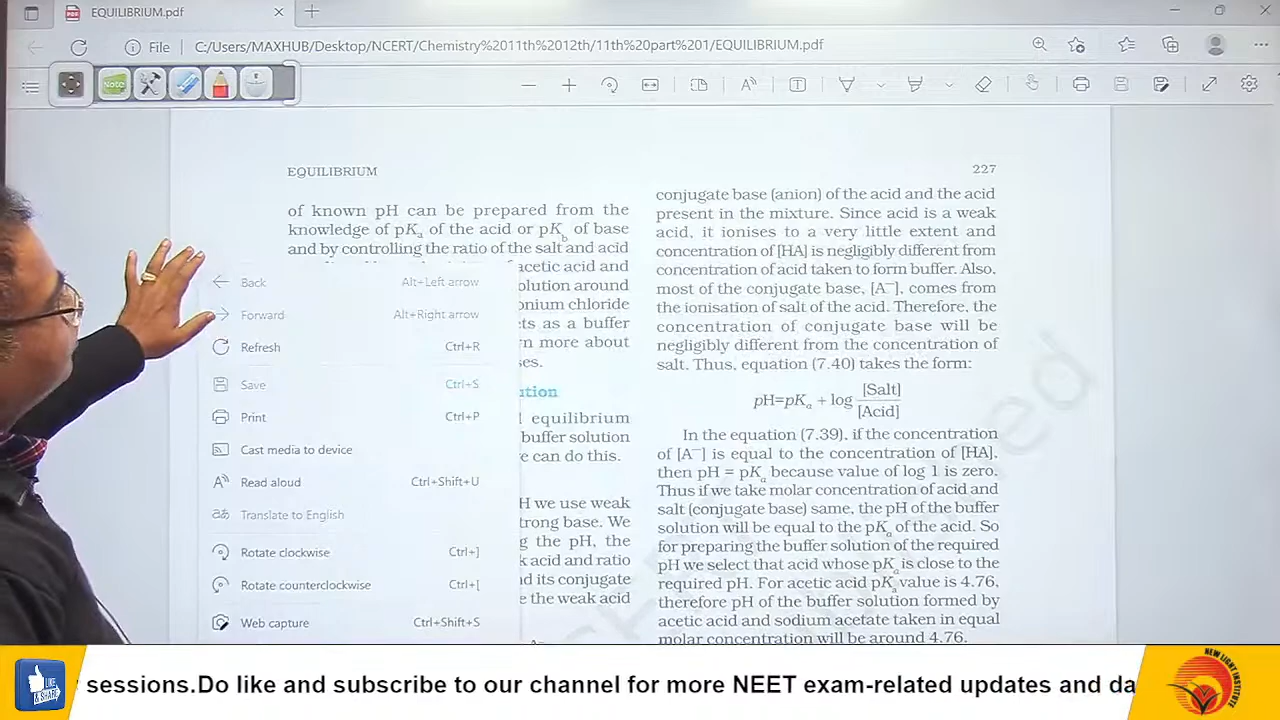 EQUILIBRIUM.pdf
File
C:/Users/MAXHUB/Desktop/NCERT/Chemistry%2011th%2012th/11th%20part%201/EQUILIBRIUM.pdf
Note
EQUILIBRIUM
227
of known pH can be prepared from the
knowledge of pKa of the acid or pKb of base
and by controlling the ratio of the salt and acid
of acetic acid and
olution around
onium chloride
ts as a buffer
n more about
ses.
ution
equilibrium
buffer solution
e can do this.
H we use weak
trong base. We
g the pH, the
k acid and ratio
d its conjugate
e the weak acid
Back Alt+Left arrow
Forward Alt+Right arrow
Refresh Ctrl+R
Save Ctrl+S
Print Ctrl+P
Cast media to device
Read aloud Ctrl+Shift+U
Translate to English
Rotate clockwise Ctrl+]
Rotate counterclockwise Ctrl+[
Web capture Ctrl+Shift+S
conjugate base (anion) of the acid and the acid
present in the mixture. Since acid is a weak
acid, it ionises to a very little extent and
concentration of [HA] is negligibly different from
concentration of acid taken to form buffer. Also,
most of the conjugate base, [A⁻], comes from
the ionisation of salt of the acid. Therefore, the
concentration of conjugate base will be
negligibly different from the concentration of
salt. Thus, equation (7.40) takes the form:
pH=pKa + log [Salt]
[Acid]
In the equation (7.39), if the concentration
of [A⁻] is equal to the concentration of [HA],
then pH = pKa because value of log 1 is zero.
Thus if we take molar concentration of acid and
salt (conjugate base) same, the pH of the buffer
solution will be equal to the pKa of the acid. So
for preparing the buffer solution of the required
pH we select that acid whose pKa is close to the
required pH. For acetic acid pKa value is 4.76,
therefore pH of the buffer solution formed by
acetic acid and sodium acetate taken in equal
molar concentration will be around 4.76.
LIKE
& SHARE
sessions.Do like and subscribe to our channel for more NEET exam-related updates and da
NEW LIGHT INSTITUTE